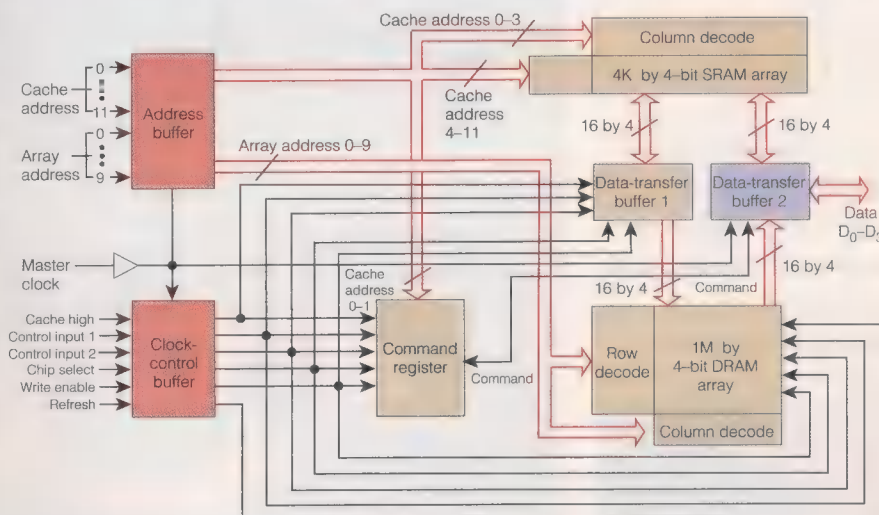 Cache address 0–3
Column decode
4K by 4-bit SRAM array
0
Cache
address
11
0
Array
address
9
Address
buffer
Cache
address
4–11
Array address 0–9
16 by 4
16 by 4
Data-transfer
buffer 1
Data-transfer
buffer 2
Data
Master
clock
Cache
address
0–1
16 by 4
16 by 4
Command
Cache high
Control input 1
Control input 2
Chip select
Write enable
Refresh
Clock-
control
buffer
Command
register
Command
Row
decode
1M by
4-bit DRAM
array
Column decode